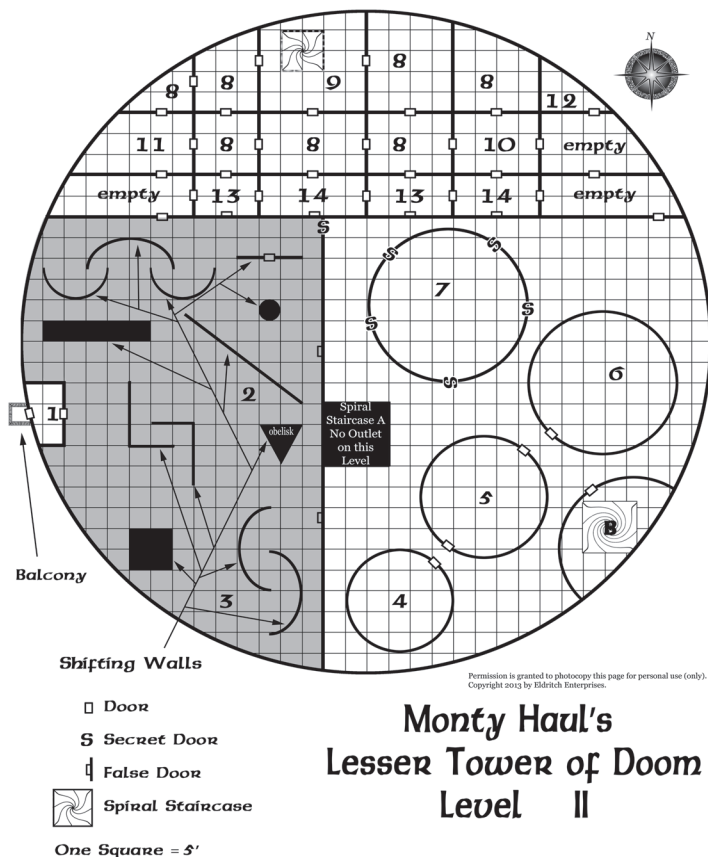 N
8
8
8
9
8
12
11
8
8
8
10
empty
empty
13
14
13
14
empty
S
S
S
7
S
S
6
2
1
Spiral
Staircase A
No Outlet
on this
Level
obelisk
S
5
B
Balcony
3
4
Shifting Walls
Permission is granted to photocopy this page for personal use (only).
Copyright 2013 by Eldritch Enterprises.
Door
S Secret Door
False Door
Spiral Staircase
One Square = 5'
Monty Haul's
Lesser Tower of Doom
Level II